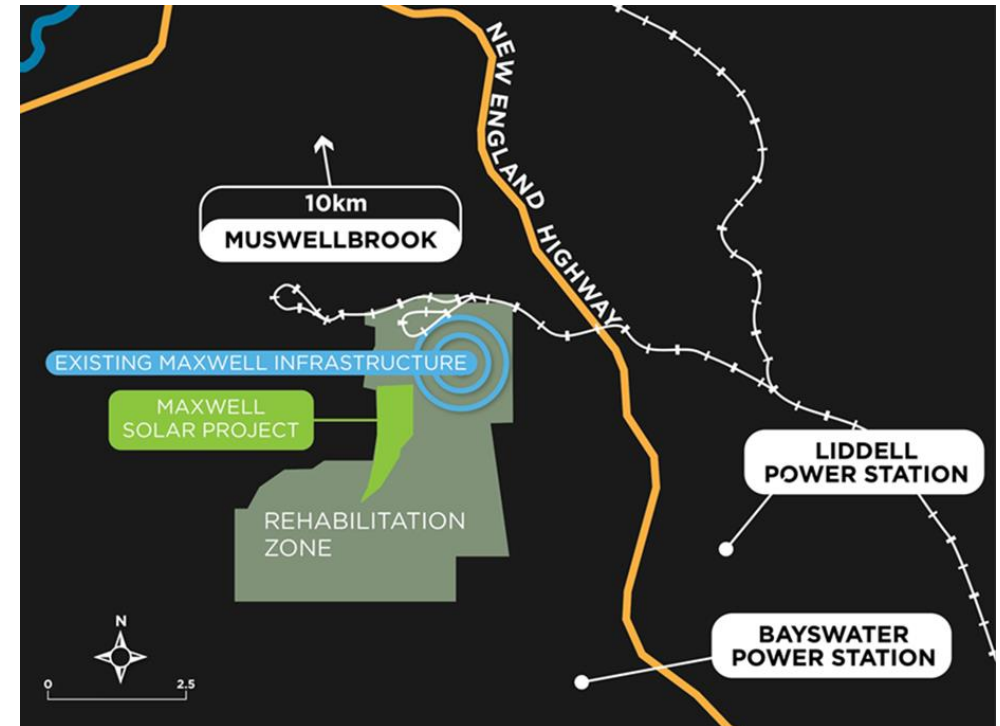 NEW ENGLAND HIGHWAY
10km
MUSWELLBROOK
EXISTING MAXWELL INFRASTRUCTURE
MAXWELL
SOLAR PROJECT
LIDDELL
POWER STATION
REHABILITATION
ZONE
BAYSWATER
POWER STATION
N
0 2.5